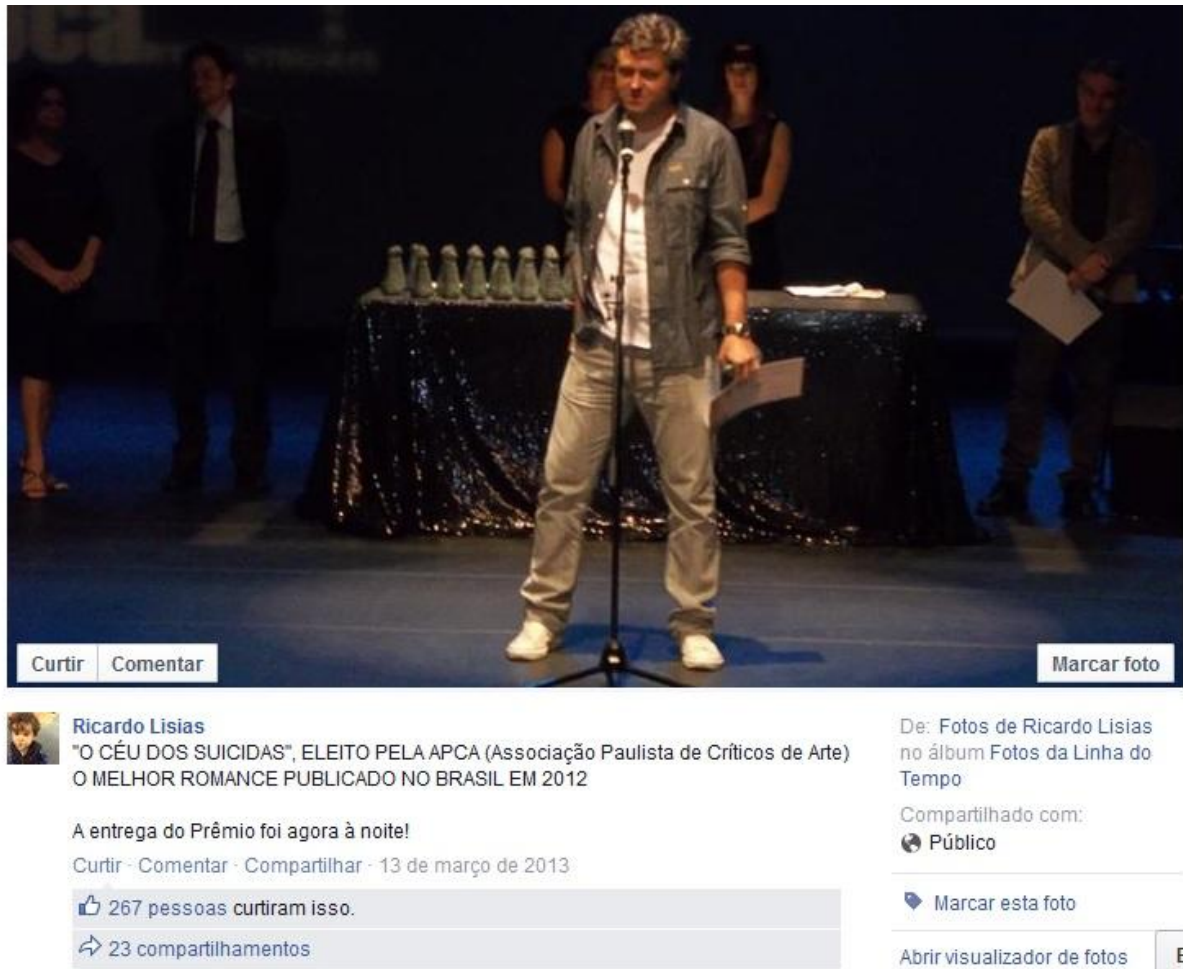 Curtir Comentar
Marcar foto
Ricardo Lisias
"O CÉU DOS SUICIDAS", ELEITO PELA APCA (Associação Paulista de Críticos de Arte)
O MELHOR ROMANCE PUBLICADO NO BRASIL EM 2012
A entrega do Prêmio foi agora à noite!
Curtir · Comentar · Compartilhar · 13 de março de 2013
267 pessoas curtiram isso.
23 compartilhamentos
De: Fotos de Ricardo Lisias
no álbum Fotos da Linha do
Tempo
Compartilhado com:
Público
Marcar esta foto
Abrir visualizador de fotos